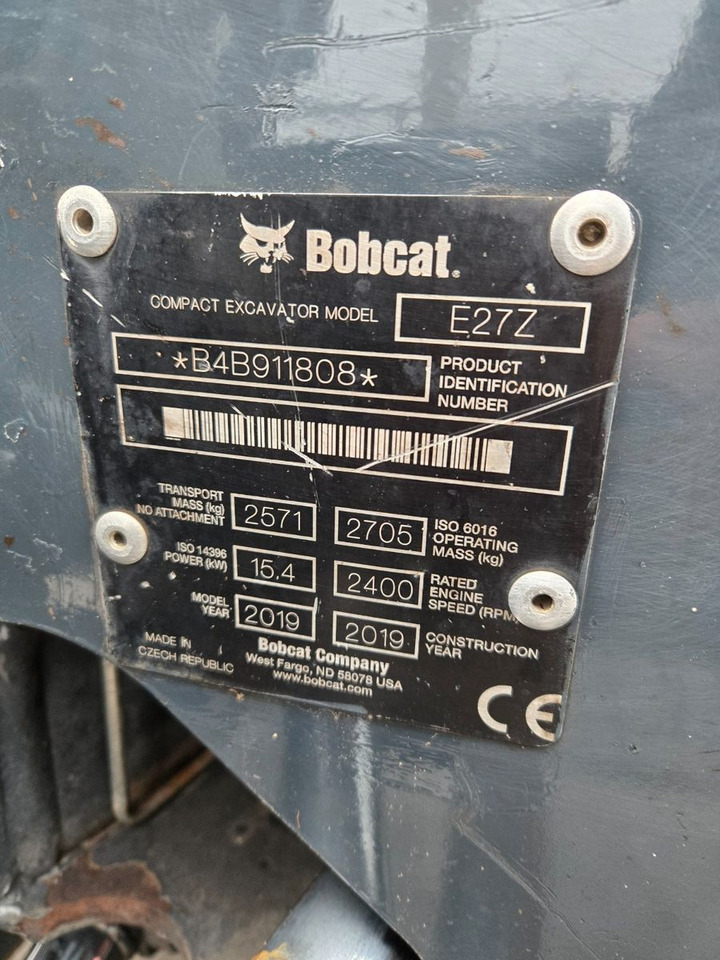 Bobcat.
COMPACT EXCAVATOR MODEL E27Z
*B4B911808* PRODUCT
IDENTIFICATION
NUMBER
TRANSPORT
MASS (kg)
NO ATTACHMENT
2571
2705
ISO 6016
OPERATING
MASS (kg)
ISO 14396
POWER (kW)
15.4
2400
RATED
ENGINE
SPEED (RPM
MODEL
YEAR
2019
2019
CONSTRUCTION
YEAR
MADE IN
CZECH REPUBLIC
Bobcat Company
West Fargo, ND 58078 USA
www.bobcat.com
CE